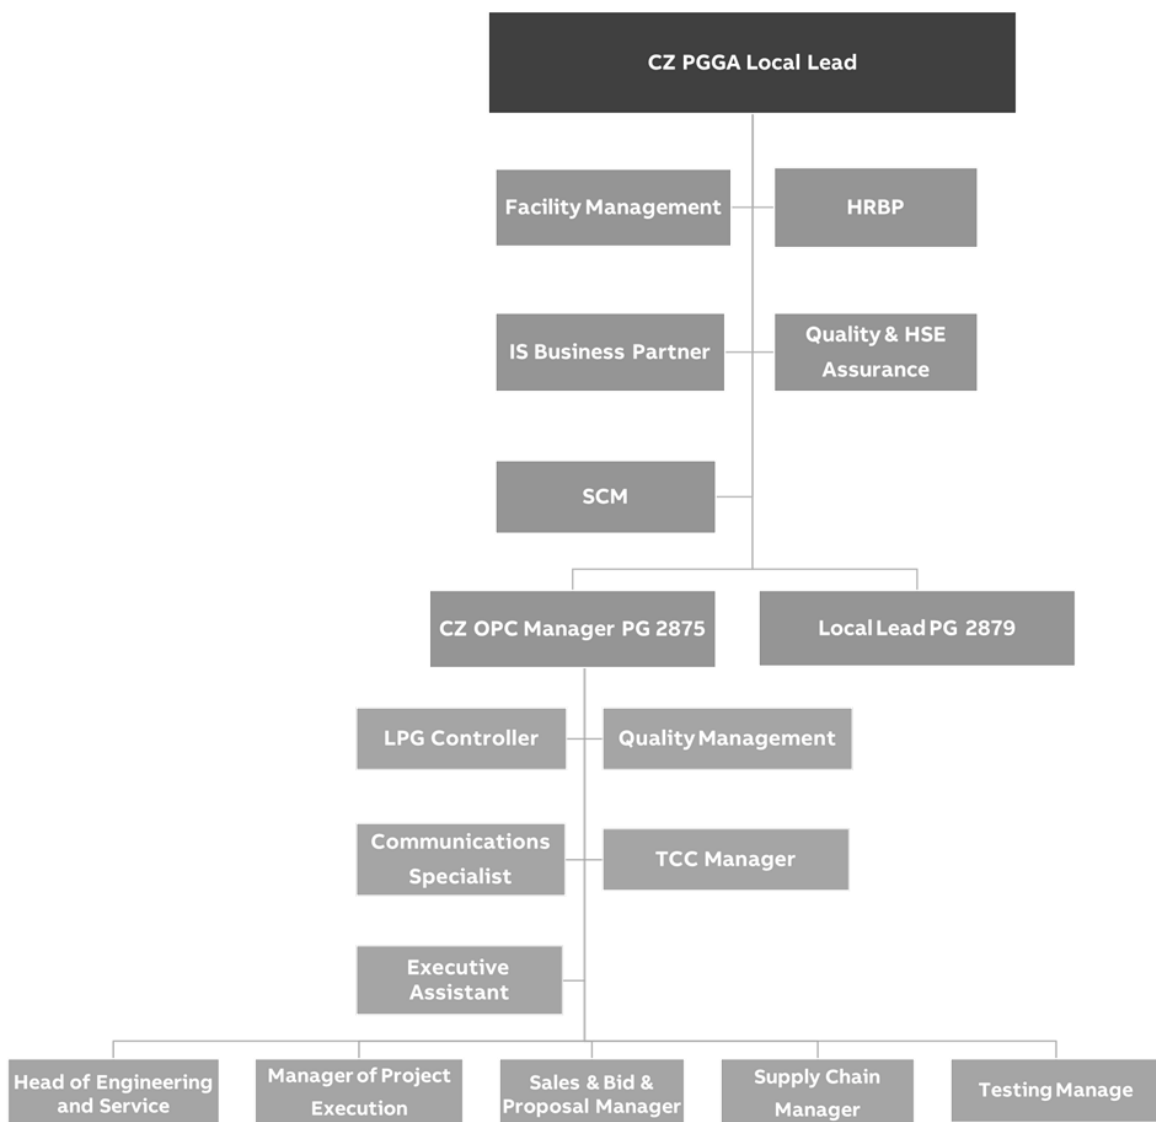 CZ PGGA Local Lead
Facility Management
HRBP
IS Business Partner
Quality & HSE
Assurance
SCM
CZ OPC Manager PG 2875
Local Lead PG 2879
LPG Controller
Quality Management
Communications
Specialist
TCC Manager
Executive
Assistant
Head of Engineering
and Service
Manager of Project
Execution
Sales & Bid &
Proposal Manager
Supply Chain
Manager
Testing Manage